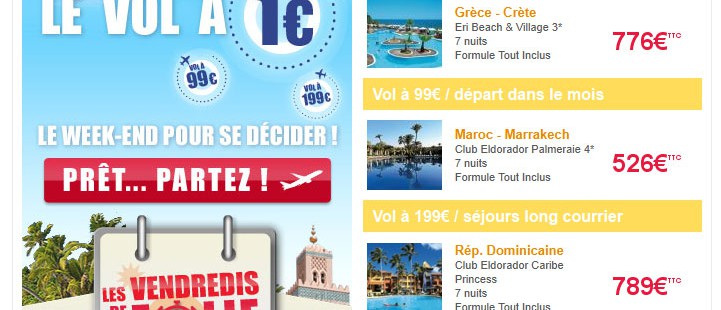 LE VOL À
1€
VOL À
99€
VOL À
199€
LE WEEK-END POUR SE DÉCIDER !
PRÊT... PARTEZ !
LES VENDREDIS
DE
Grèce - Crète
Eri Beach & Village 3*
7 nuits
Formule Tout Inclus
776€TTC
Vol à 99€ / départ dans le mois
Maroc - Marrakech
Club Eldorador Palmeraie 4*
7 nuits
Formule Tout Inclus
526€TTC
Vol à 199€ / séjours long courrier
Rép. Dominicaine
Club Eldorador Caribe
Princess
7 nuits
Formule Tout Inclus
789€TTC